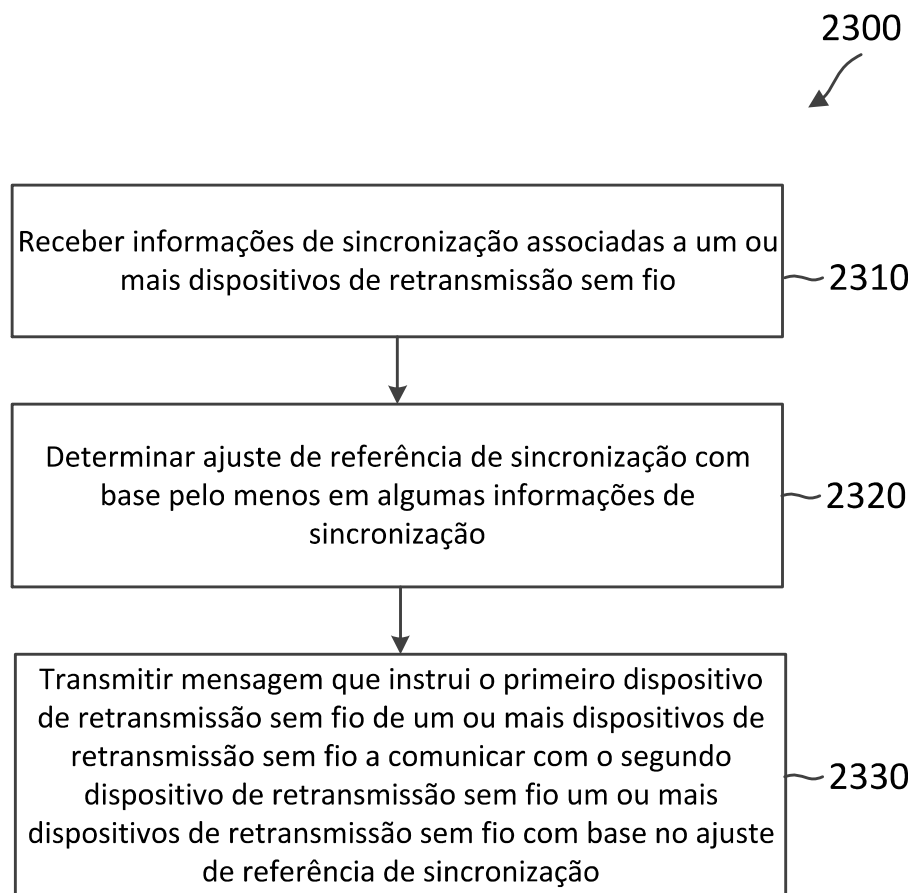 2300
Receber informações de sincronização associadas a um ou
mais dispositivos de retransmissão sem fio
2310
Determinar ajuste de referência de sincronização com
base pelo menos em algumas informações de
sincronização
2320
Transmitir mensagem que instrui o primeiro dispositivo
de retransmissão sem fio de um ou mais dispositivos de
retransmissão sem fio a comunicar com o segundo
dispositivo de retransmissão sem fio um ou mais
dispositivos de retransmissão sem fio com base no ajuste
de referência de sincronização
2330